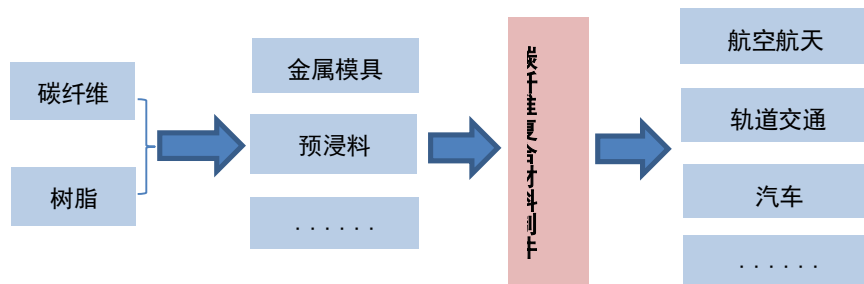 碳纤维
树脂
金属模具
预浸料
. . . . . .
碳纤维复合材料制件
航空航天
轨道交通
汽车
. . . . . .